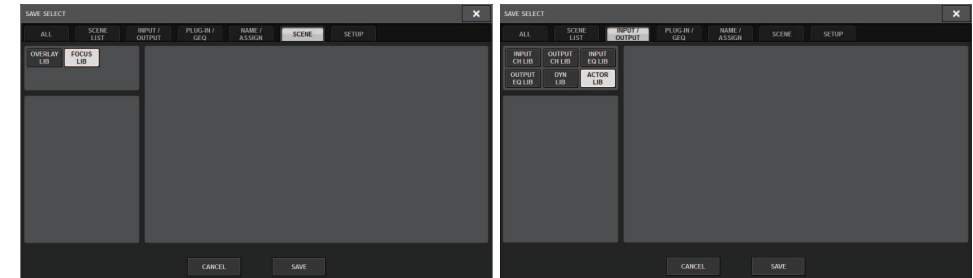 SAVE SELECT
×
ALL
SCENE
LIST
INPUT /
OUTPUT
PLUG-IN /
GEQ
NAME /
ASSIGN
SCENE
SETUP
OVERLAY
LIB
FOCUS
LIB
CANCEL
SAVE
SAVE SELECT
×
ALL
SCENE
LIST
INPUT /
OUTPUT
PLUG-IN /
GEQ
NAME /
ASSIGN
SCENE
SETUP
INPUT
CH LIB
OUTPUT
CH LIB
INPUT
EQ LIB
OUTPUT
EQ LIB
DYN
LIB
ACTOR
LIB
CANCEL
SAVE